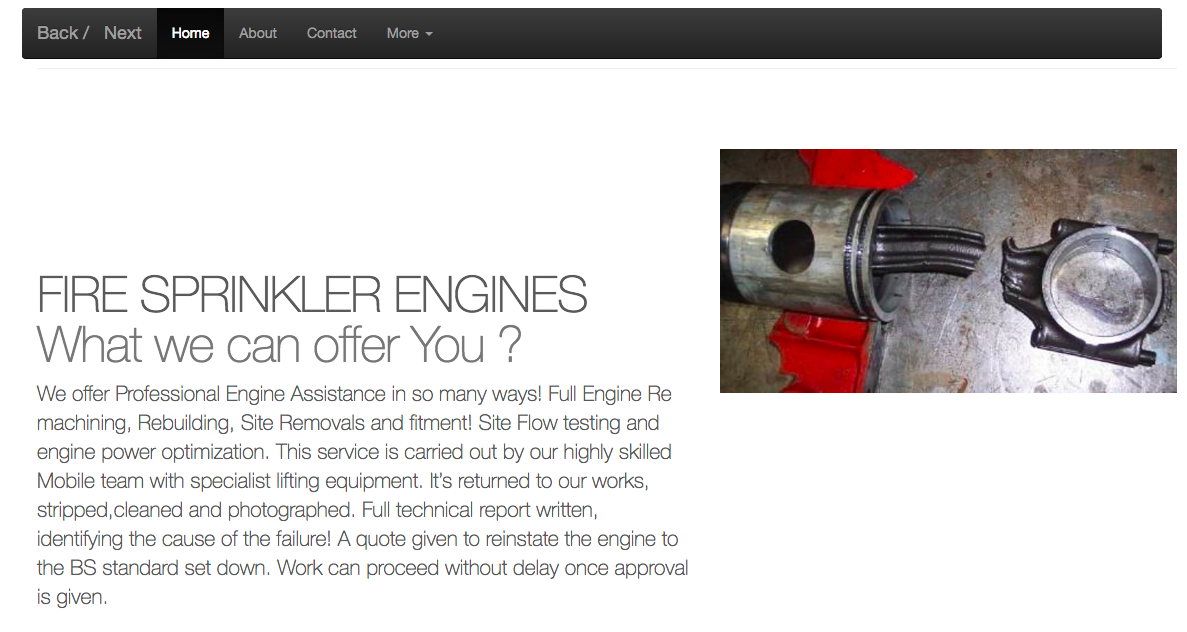 Back / Next Home About Contact More
FIRE SPRINKLER ENGINES
What we can offer You ?
We offer Professional Engine Assistance in so many ways! Full Engine Re
machining, Rebuilding, Site Removals and fitment! Site Flow testing and
engine power optimization. This service is carried out by our highly skilled
Mobile team with specialist lifting equipment. It's returned to our works,
stripped,cleaned and photographed. Full technical report written,
identifying the cause of the failure! A quote given to reinstate the engine to
the BS standard set down. Work can proceed without delay once approval
is given.